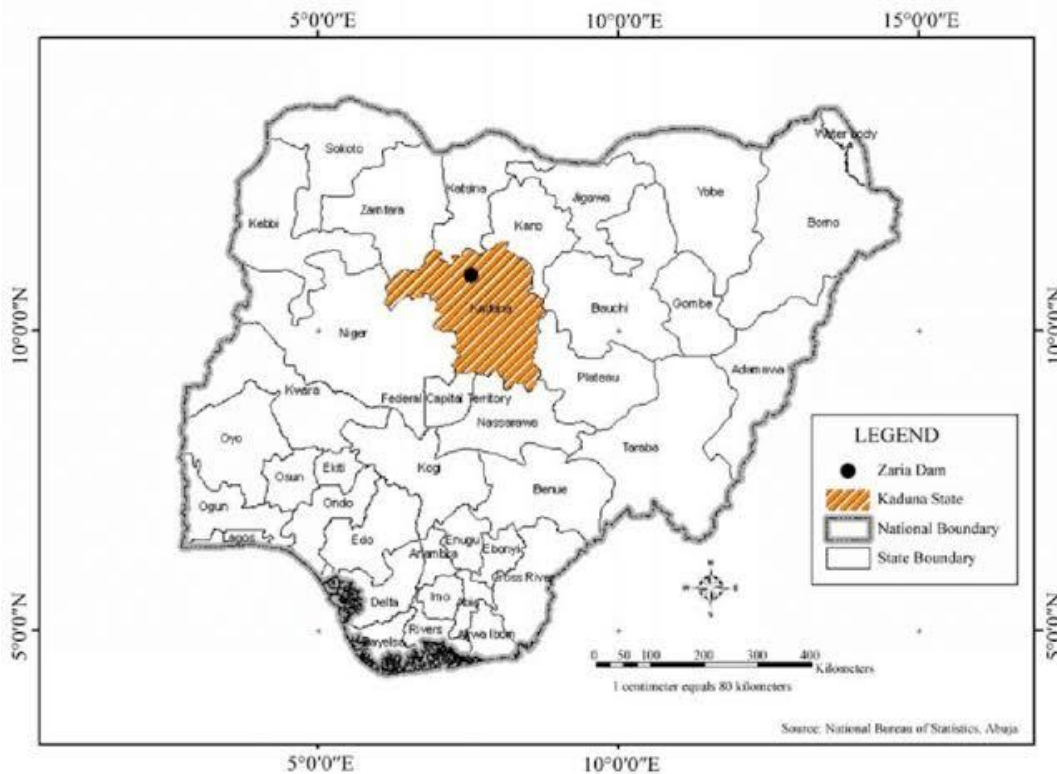 5°0'0"E 10°0'0"E 15°0'0"E
Water body
Sokoto
Katsina
Jigawa
Yobe
Zamfara
Kano
Borno
Kebbi
10°0'0"N
10°0'0"N
Kaduna
Bauchi
Gombe
Niger
Adamawa
Plateau
Kwara
Federal Capital Territory
Nassarawa
Oyo
Taraba
Kogi
Ekiti
Osun
Benue
Ogun
Ondo
Lagos
Edo
Enugu
Anambra
Ebonyi
Cross River
Delta
Imo
Abia
5°0'0"N
5°0'0"N
Bayelsa
Rivers
Akwa Ibom
LEGEND
Zaria Dam
Kaduna State
National Boundary
State Boundary
N
W E
S
0 50 100 200 300 400
Kilometers
1 centimeter equals 80 kilometers
Source: National Bureau of Statistics, Abuja
5°0'0"E 10°0'0"E